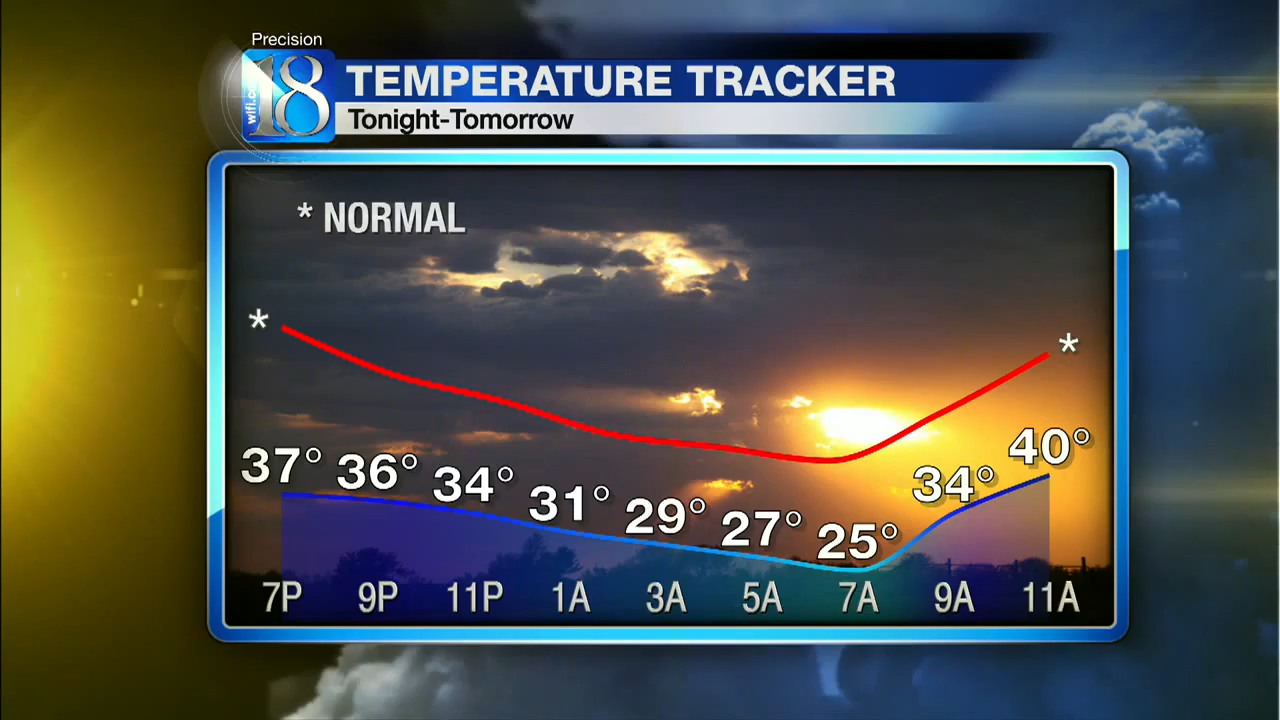 Precision
18
wlfi.c
TEMPERATURE TRACKER
Tonight-Tomorrow
* NORMAL
*
*
37° 36° 34° 31° 29° 27° 25° 34° 40°
7P 9P 11P 1A 3A 5A 7A 9A 11A